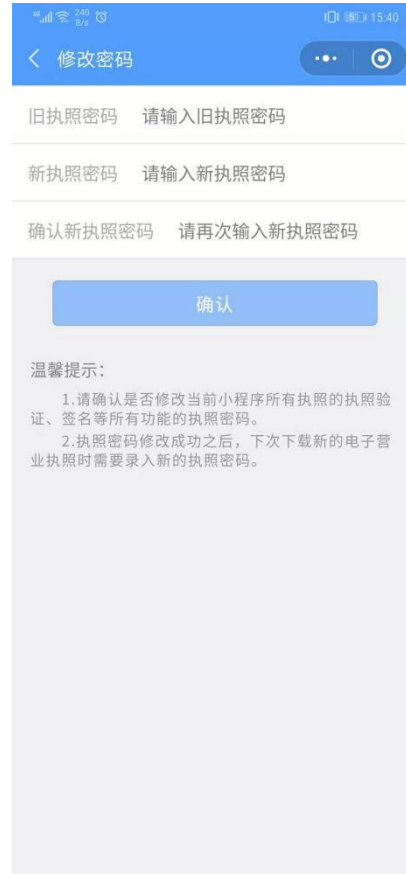 46 240 B/s 51 15:40
修改密码
旧执照密码 请输入旧执照密码
新执照密码 请输入新执照密码
确认新执照密码 请再次输入新执照密码
确认
温馨提示：
1.请确认是否修改当前小程序所有执照的执照验
证、签名等所有功能的执照密码。
2.执照密码修改成功之后，下次下载新的电子营
业执照时需要录入新的执照密码。